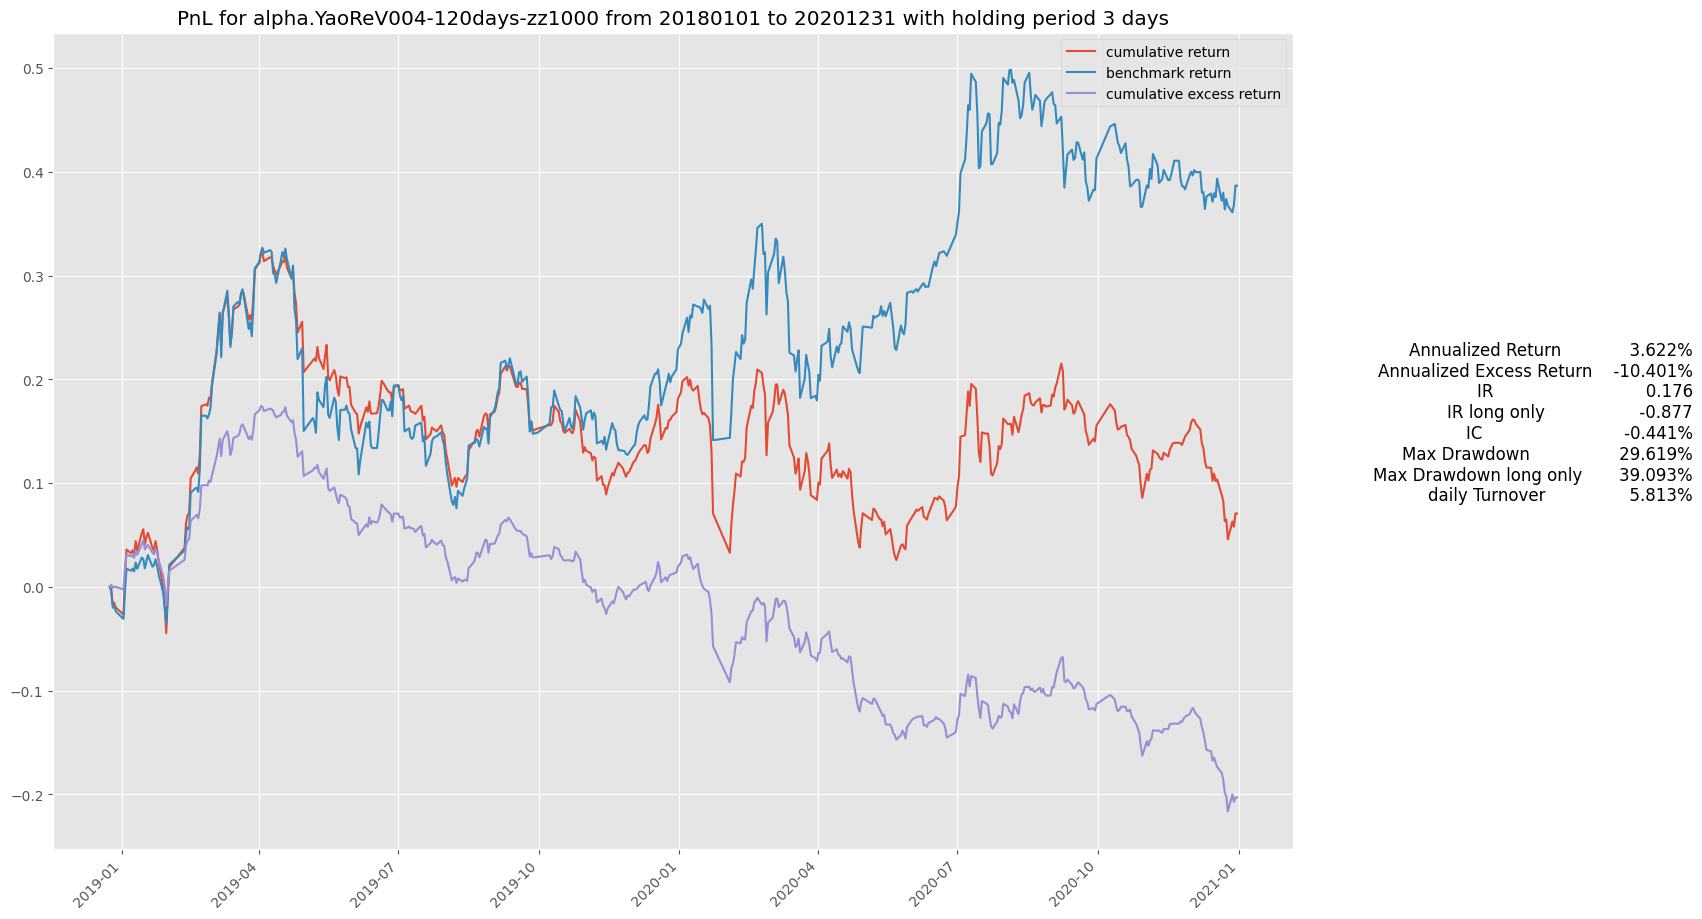 PnL for alpha.YaoReV004-120days-zz1000 from 20180101 to 20201231 with holding period 3 days
cumulative return
benchmark return
cumulative excess return
0.5
0.4
0.3
0.2
0.1
0.0
−0.1
−0.2
2019-01
2019-04
2019-07
2019-10
2020-01
2020-04
2020-07
2020-10
2021-01
Annualized Return 3.622%
Annualized Excess Return -10.401%
IR 0.176
IR long only -0.877
IC -0.441%
Max Drawdown 29.619%
Max Drawdown long only 39.093%
daily Turnover 5.813%